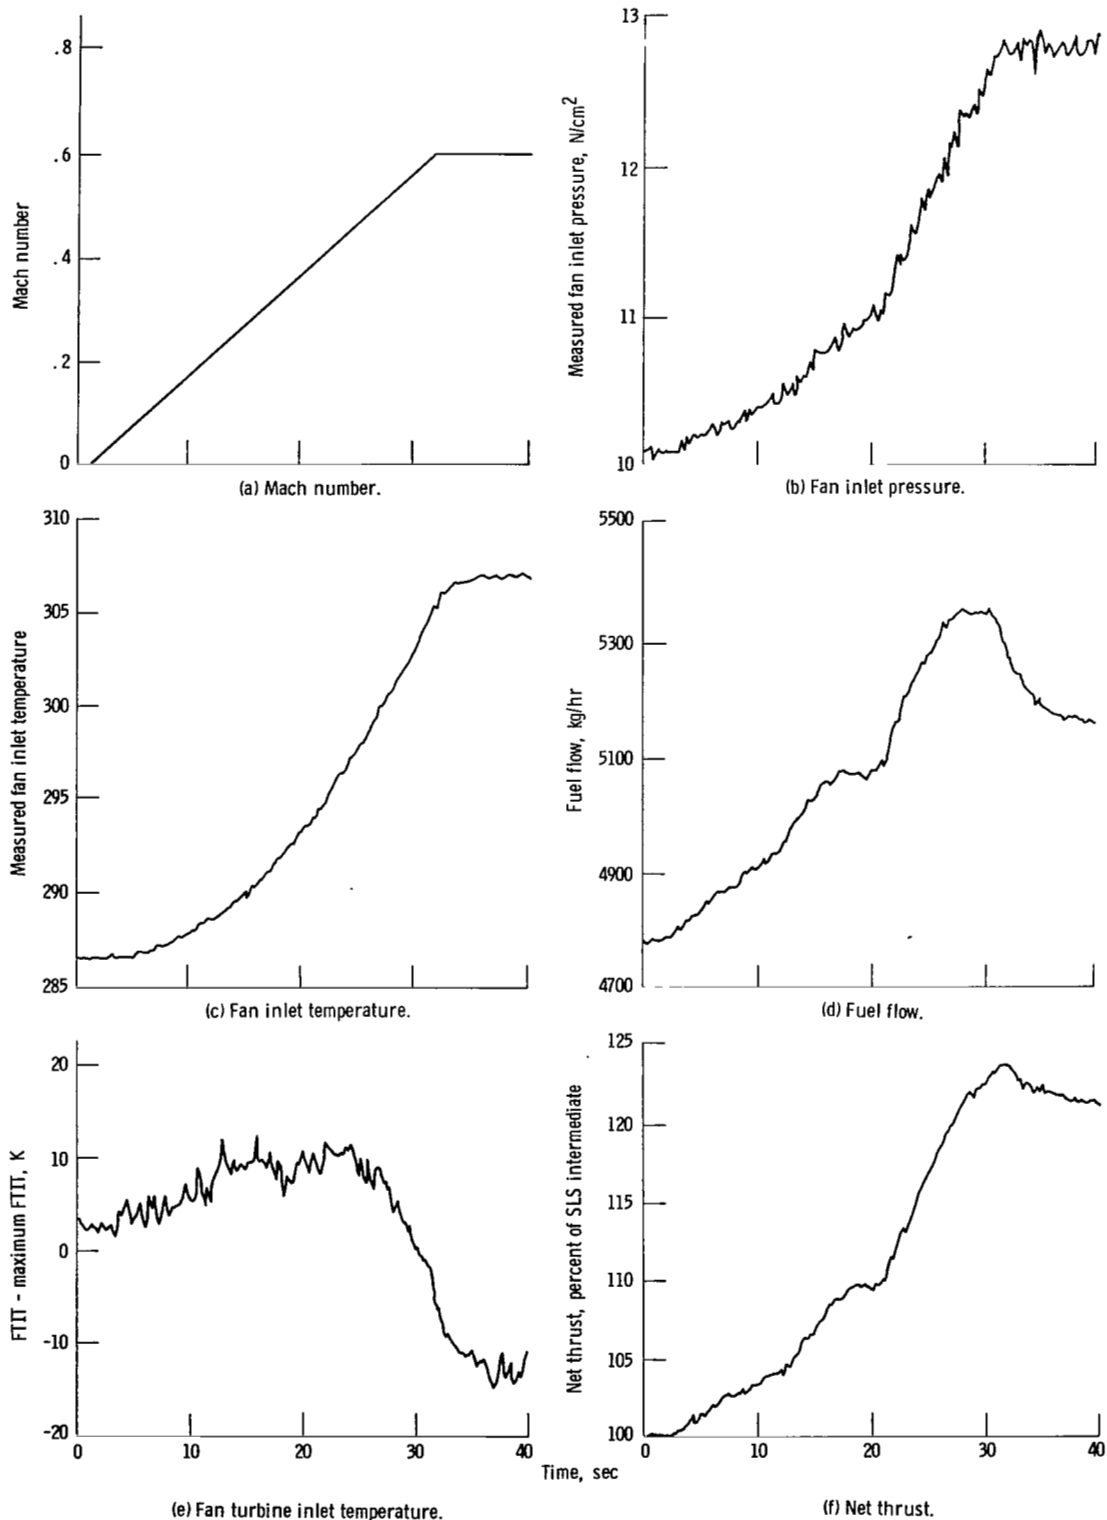 .8
.6
.4
.2
0
Mach number
(a) Mach number.
13
12
11
10
Measured fan inlet pressure, N/cm2
(b) Fan inlet pressure.
310
305
300
295
290
285
Measured fan inlet temperature
(c) Fan inlet temperature.
5500
5300
5100
4900
4700
Fuel flow, kg/hr
(d) Fuel flow.
20
10
0
-10
-20
FTIT - maximum FTIT, K
0 10 20 30 40
(e) Fan turbine inlet temperature.
125
120
115
110
105
100
Net thrust, percent of SLS intermediate
0 10 20 30 40
Time, sec
(f) Net thrust.